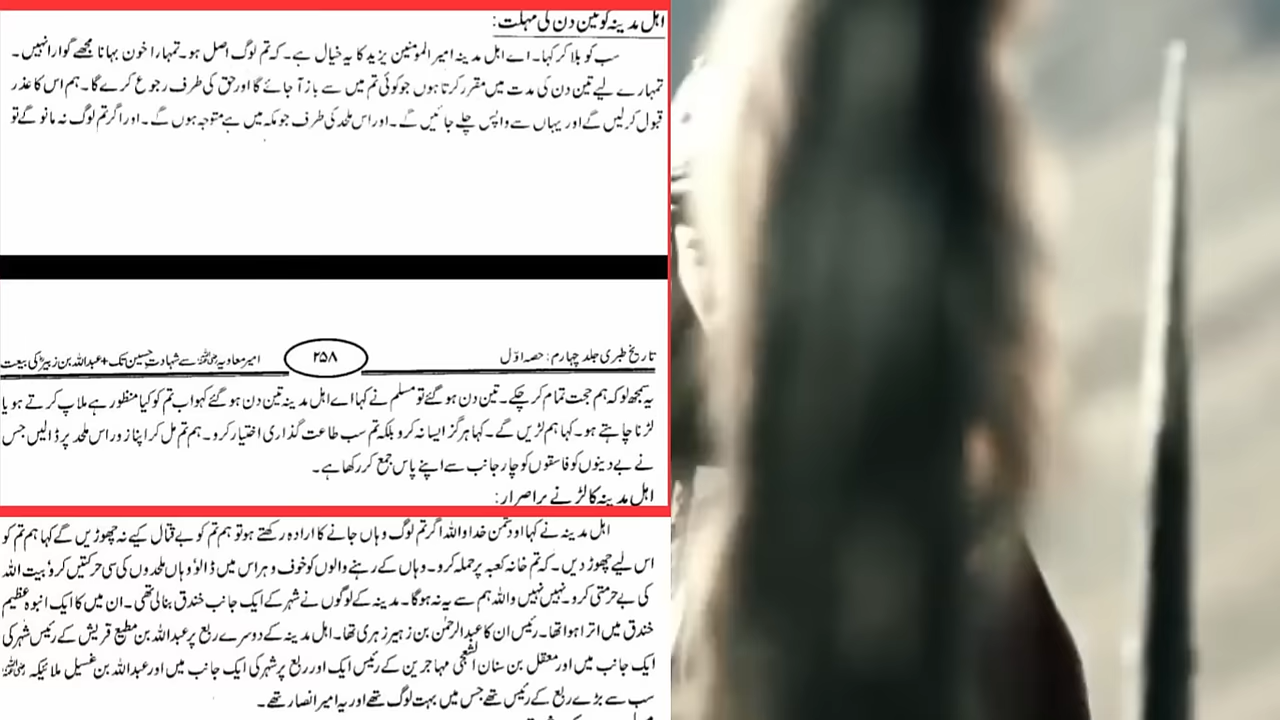 اہل مدینہ کو تین دن کی مہلت:
سب کو بلا کر کہا۔ اے اہل مدینہ امیر المومنین یزید کا یہ خیال ہے۔ کہ تم لوگ اصل ہو۔ تمہارا خون بہانا مجھے گوارا نہیں۔
تمہارے لیے تین دن کی مدت میں مقرر کرتا ہوں جو کوئی تم میں سے باز آ جائے گا اور حق کی طرف رجوع کرے گا۔ ہم اس کا عذر
قبول کر لیں گے اور یہاں سے واپس چلے جائیں گے۔ اور اس ملحد کی طرف جو مکہ میں ہے متوجہ ہوں گے۔ اور اگر تم لوگ نہ مانو گے تو
تاریخ طبری جلد چہارم: حصہ اوّل
۲۵۸
امیر معاویہ رضی اللہ عنہ سے شہادت حسین تک + عبداللہ بن زبیر کی بیعت
یہ سمجھ لو کہ ہم حجت تمام کر چکے۔ تین دن ہو گئے تو مسلم نے کہا اے اہل مدینہ تین دن ہو گئے کہو اب تم کو کیا منظور ہے ملاپ کرتے ہو یا
لڑنا چاہتے ہو۔ کہا ہم لڑیں گے۔ کہا ہرگز ایسا نہ کرو بلکہ تم سب طاعت گذاری اختیار کرو۔ ہم تم مل کر اپنا زور اس ملحد پر ڈالیں جس
نے بے دینوں کو فاسقوں کو چار جانب سے اپنے پاس جمع کر رکھا ہے۔
اہل مدینہ کا لڑنے پر اصرار:
اہل مدینہ نے کہا او دشمن خدا واللہ اگر تم لوگ وہاں جانے کا ارادہ رکھتے ہو تو ہم تم کو بے قتال کیے نہ چھوڑیں گے کہا ہم تم کو
اس لیے چھوڑ دیں۔ کہ تم خانہ کعبہ پر حملہ کرو۔ وہاں کے رہنے والوں کو خوف و ہراس میں ڈالو وہاں ملحدوں کی سی حرکتیں کرو بیت اللہ
کی بے حرمتی کرو نہیں نہیں واللہ ہم سے یہ نہ ہوگا۔ مدینہ کے لوگوں نے شہر کے ایک جانب خندق بنالی تھی۔ ان میں کا ایک انبوہ عظیم
خندق میں اترا ہوا تھا۔ رئیس ان کا عبدالرحمٰن بن زہیر زہری تھا۔ اہل مدینہ کے دوسرے ربع پر عبداللہ بن مطیع قریش کے رئیس شہر کی
ایک جانب میں اور معقل بن سنان اشجعی مہاجرین کے رئیس ایک اور ربع پر شہر کی ایک جانب میں اور عبداللہ بن غسیل ملائیکہ رضی اللہ عنہ
سب سے بڑے ربع کے رئیس تھے جس میں بہت لوگ تھے اور یہ امیر انصار تھے۔